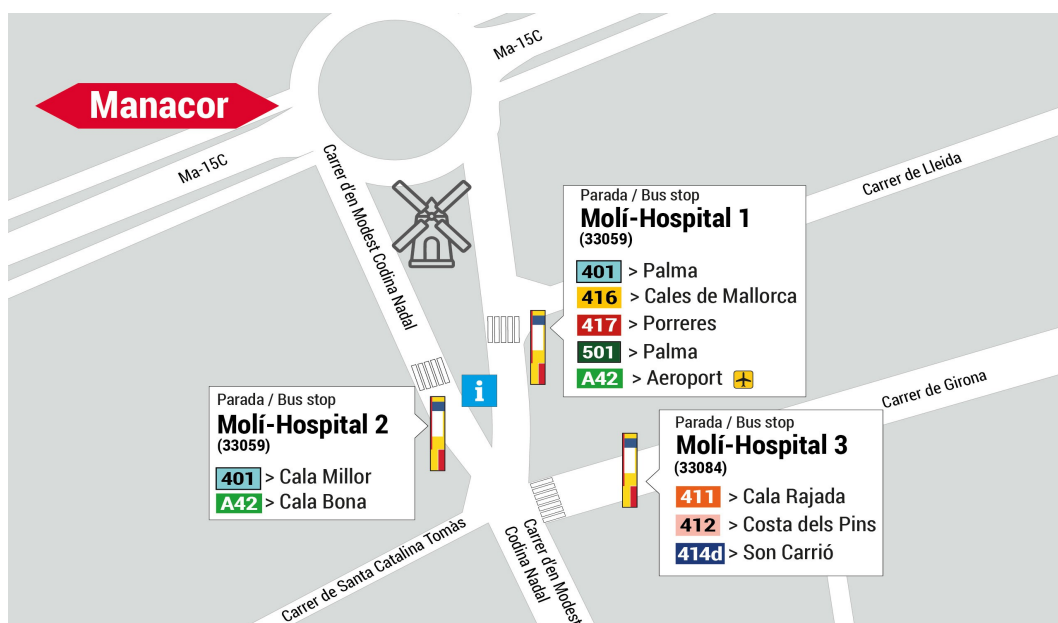 Ma-15C
Manacor
Ma-15C
Carrer d'en Modest Codina Nadal
Carrer de Lleida
Parada / Bus stop
Molí-Hospital 1
(33059)
401 > Palma
416 > Cales de Mallorca
417 > Porreres
501 > Palma
A42 > Aeroport
i
Carrer de Girona
Parada / Bus stop
Molí-Hospital 2
(33059)
401 > Cala Millor
A42 > Cala Bona
Parada / Bus stop
Molí-Hospital 3
(33084)
411 > Cala Rajada
412 > Costa dels Pins
414d > Son Carrió
Carrer de Santa Catalina Tomàs
Carrer d'en Modest
Codina Nadal